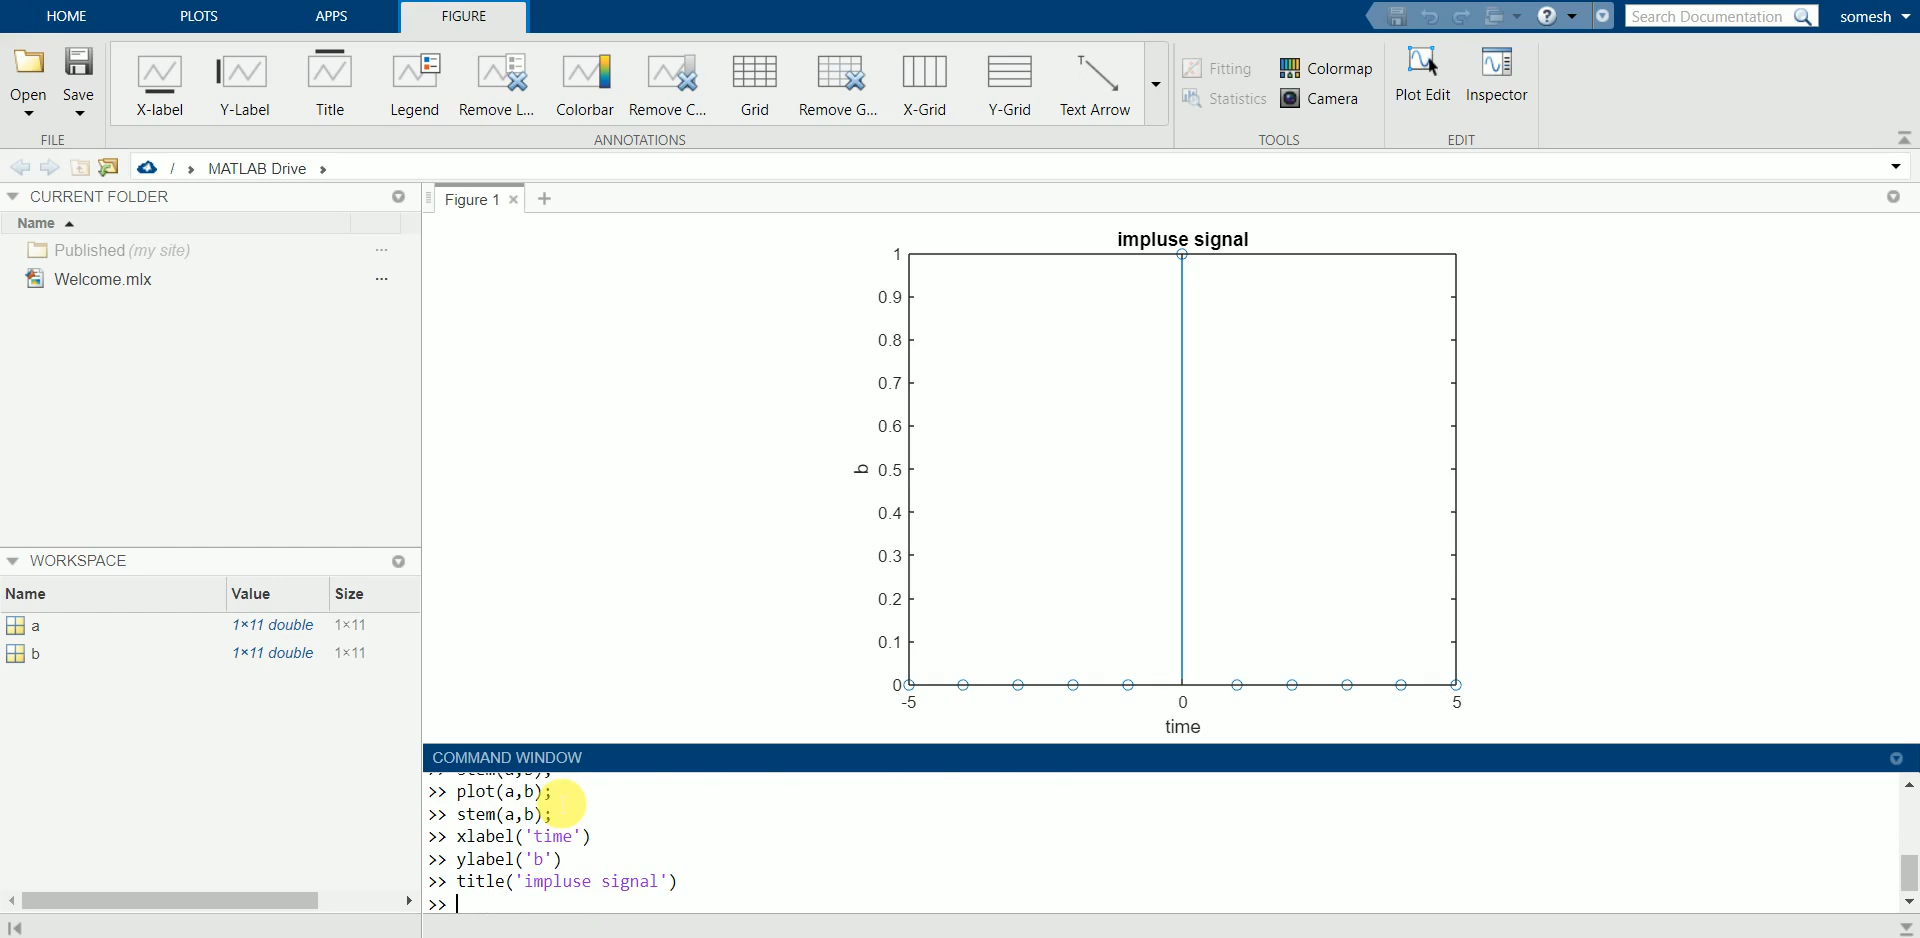 HOME PLOTS APPS FIGURE Search Documentation somesh
Open Save X-label Y-Label Title Legend Remove L... Colorbar Remove C... Grid Remove G... X-Grid Y-Grid Text Arrow Fitting Statistics Colormap Camera Plot Edit Inspector
FILE ANNOTATIONS TOOLS EDIT
/ MATLAB Drive
CURRENT FOLDER
Name
Published (my site) ...
Welcome.mlx ...
WORKSPACE
Name Value Size
a 1×11 double 1×11
b 1×11 double 1×11
Figure 1 × +
impluse signal
1
0.9
0.8
0.7
0.6
0.5
0.4
0.3
0.2
0.1
0
b
-5 0 5
time
COMMAND WINDOW
>> stem(a,b);
>> plot(a,b);
>> stem(a,b);
>> xlabel('time')
>> ylabel('b')
>> title('impluse signal')
>>